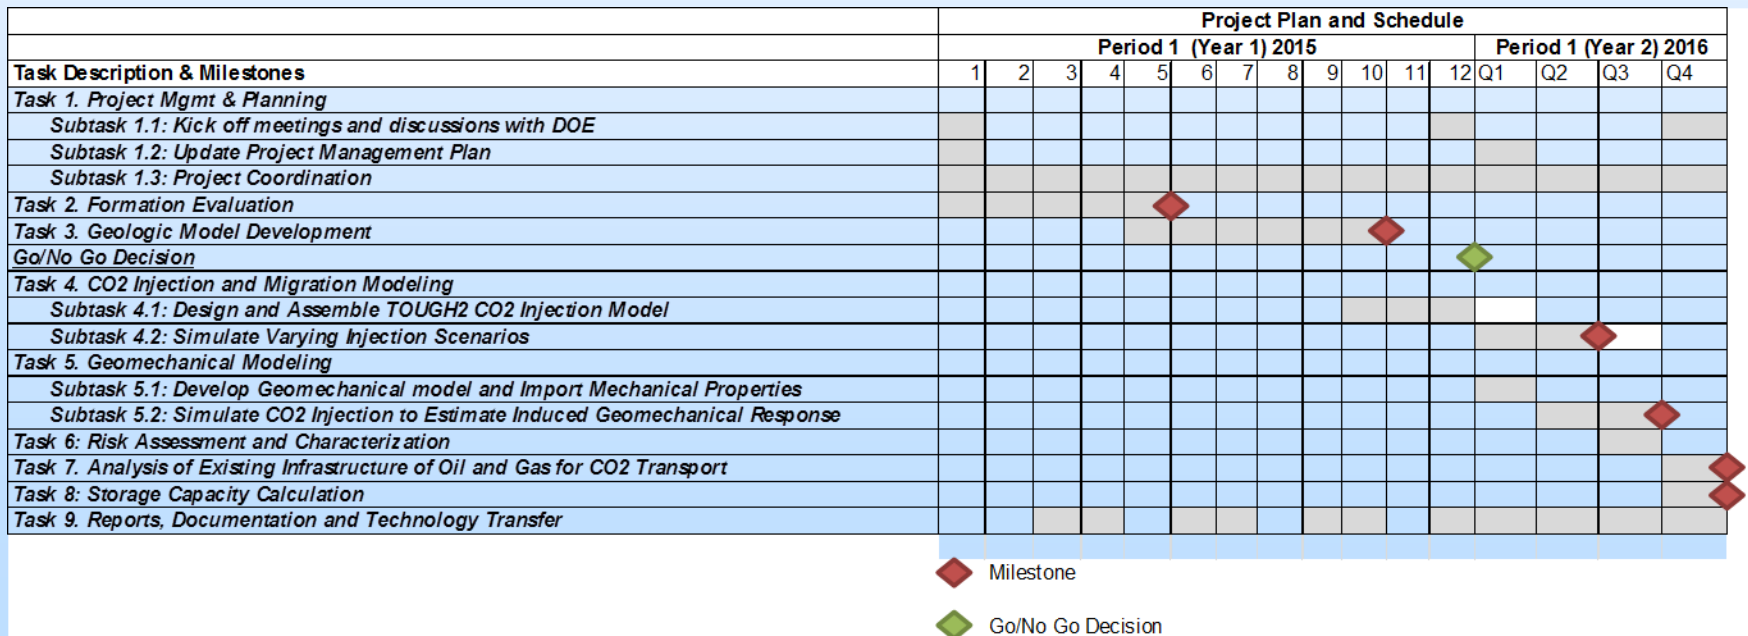 Project Plan and Schedule
Period 1 (Year 1) 2015 Period 1 (Year 2) 2016
Task Description & Milestones 1 2 3 4 5 6 7 8 9 10 11 12 Q1 Q2 Q3 Q4
Task 1. Project Mgmt & Planning
Subtask 1.1: Kick off meetings and discussions with DOE
Subtask 1.2: Update Project Management Plan
Subtask 1.3: Project Coordination
Task 2. Formation Evaluation
Task 3. Geologic Model Development
Go/No Go Decision
Task 4. CO2 Injection and Migration Modeling
Subtask 4.1: Design and Assemble TOUGH2 CO2 Injection Model
Subtask 4.2: Simulate Varying Injection Scenarios
Task 5. Geomechanical Modeling
Subtask 5.1: Develop Geomechanical model and Import Mechanical Properties
Subtask 5.2: Simulate CO2 Injection to Estimate Induced Geomechanical Response
Task 6: Risk Assessment and Characterization
Task 7. Analysis of Existing Infrastructure of Oil and Gas for CO2 Transport
Task 8: Storage Capacity Calculation
Task 9. Reports, Documentation and Technology Transfer
Milestone
Go/No Go Decision